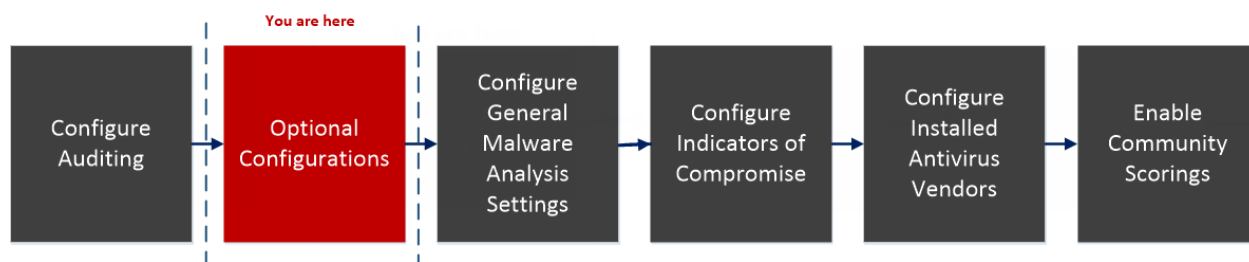 You are here
Configure
Auditing
Optional
Configurations
Configure
General
Malware
Analysis
Settings
Configure
Indicators of
Compromise
Configure
Installed
Antivirus
Vendors
Enable
Community
Scorings